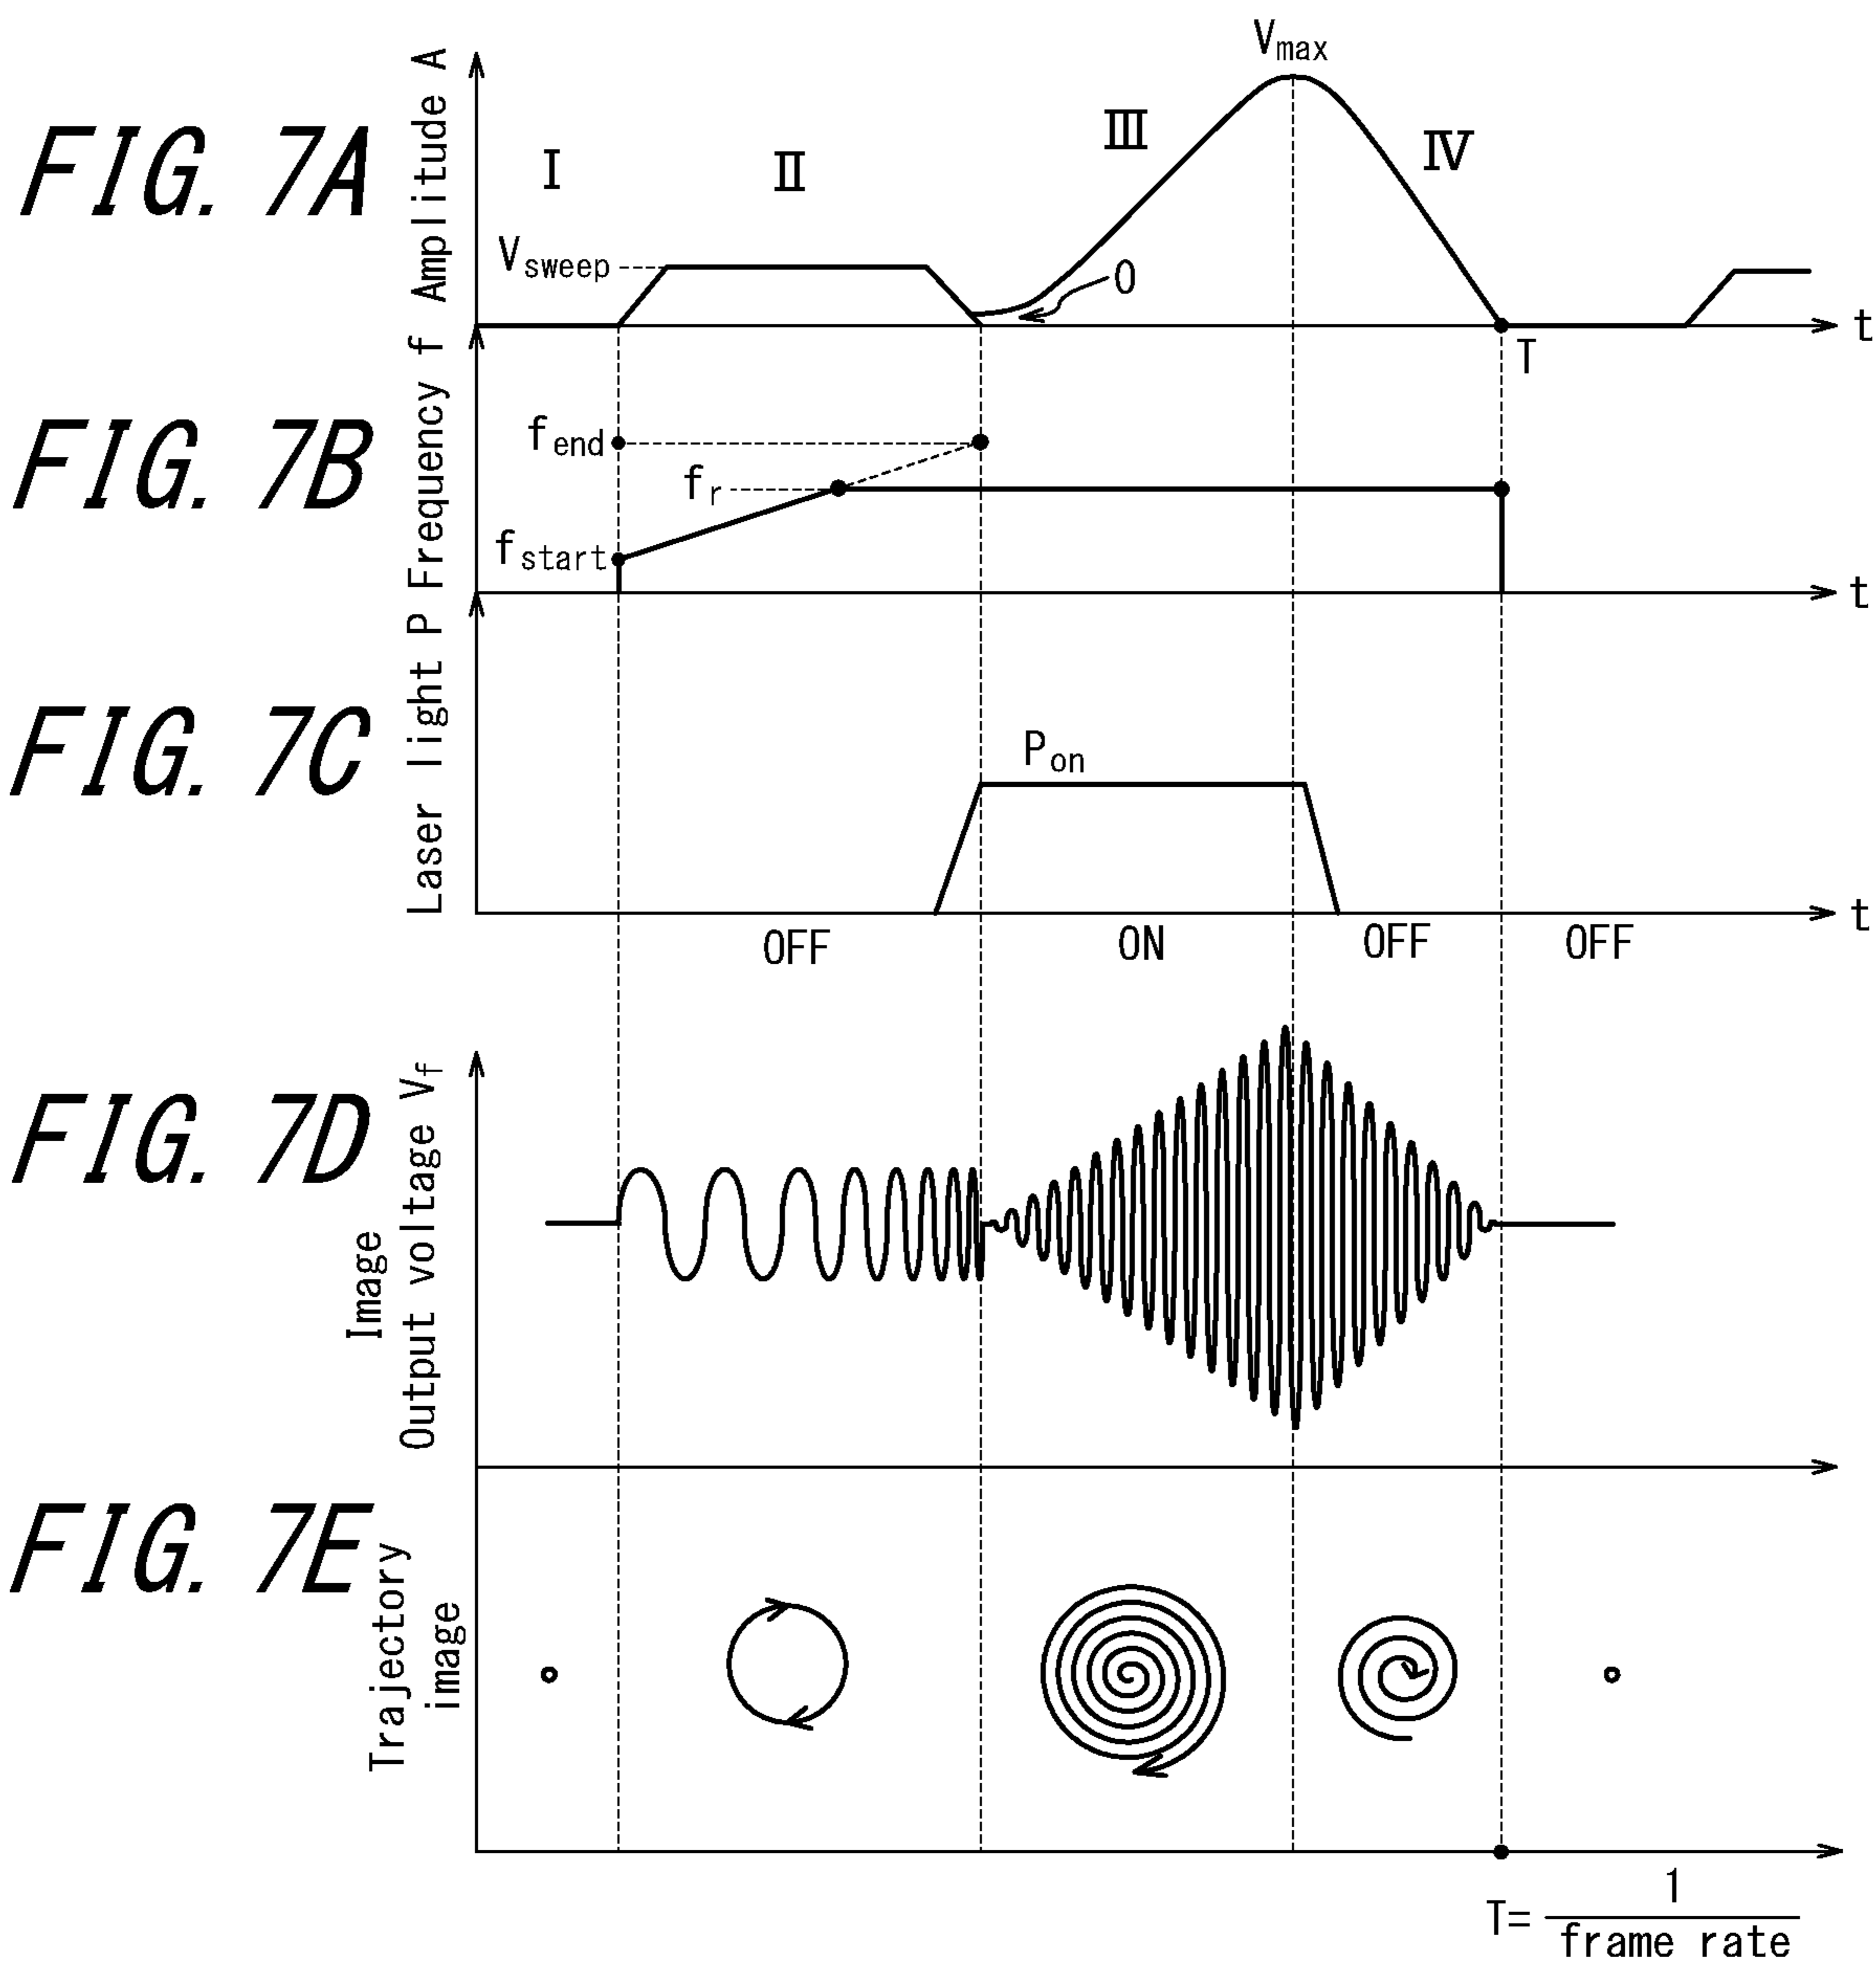 FIG. 7A
Amplitude A
I
II
III
IV
Vmax
Vsweep
0
T
t
FIG. 7B
Frequency f
fend
fr
fstart
t
FIG. 7C
Laser light P
Pon
t
OFF
ON
OFF
OFF
FIG. 7D
Image
Output voltage Vf
FIG. 7E
Trajectory
image
T= 1
frame rate